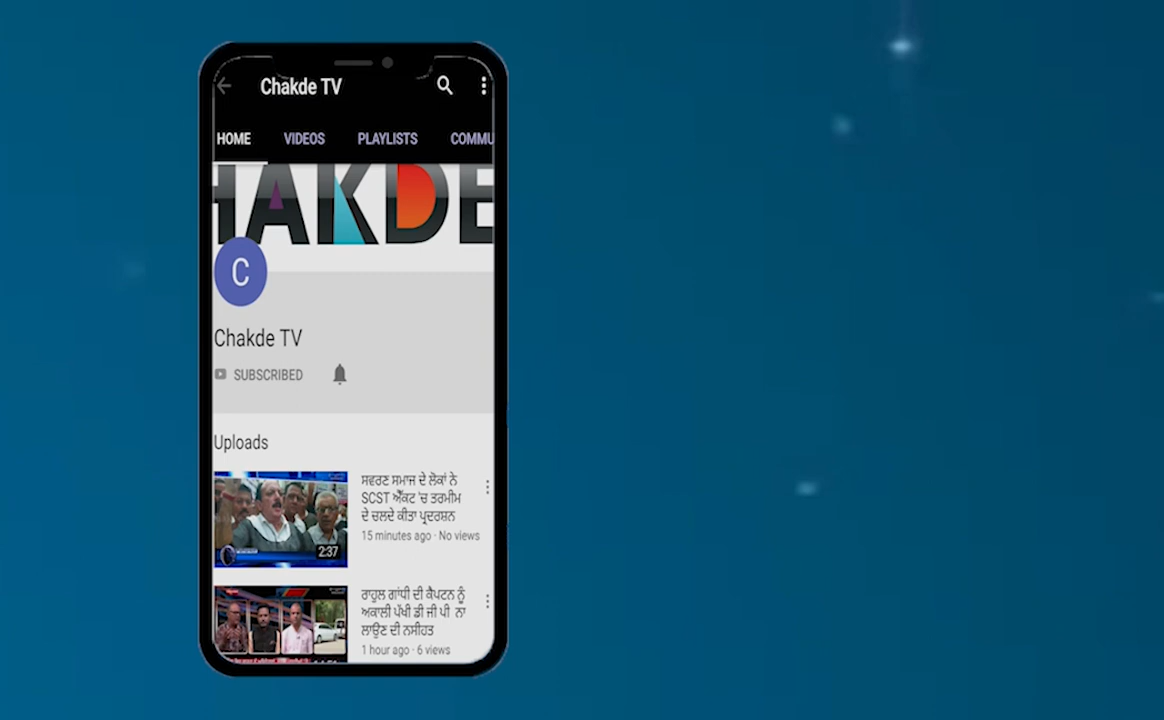 Chakde TV
HOME VIDEOS PLAYLISTS COMMU
HAKDE
C
Chakde TV
SUBSCRIBED
Uploads
ਸਵਰਣ ਸਮਾਜ ਦੇ ਲੋਕਾਂ ਨੇ
SCST ਐਕਟ 'ਚ ਤਰਮੀਮ
ਦੇ ਚਲਦੇ ਕੀਤਾ ਪ੍ਰਦਰਸ਼ਨ
15 minutes ago · No views
2:37
ਰਾਹੁਲ ਗਾਂਧੀ ਦੀ ਕੈਪਟਨ ਨੂੰ
ਅਕਾਲੀ ਪੱਖੀ ਡੀ ਜੀ ਪੀ ਨਾ
ਲਾਉਣ ਦੀ ਨਸੀਹਤ
1 hour ago · 6 views